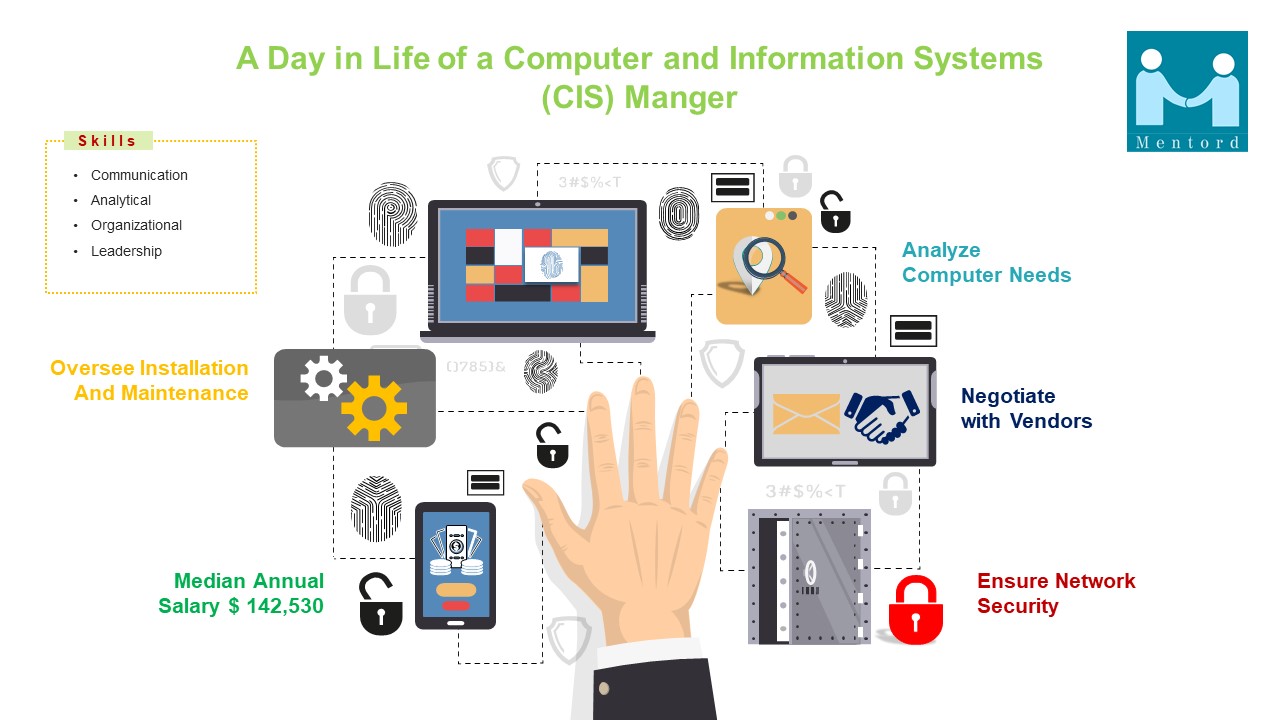 A Day in Life of a Computer and Information Systems
(CIS) Manger
Mentord
Skills
• Communication
• Analytical
• Organizational
• Leadership
3#$%<T
Analyze
Computer Needs
Oversee Installation
And Maintenance
()785)&
Negotiate
with Vendors
3#$%<T
Median Annual
Salary $ 142,530
Ensure Network
Security